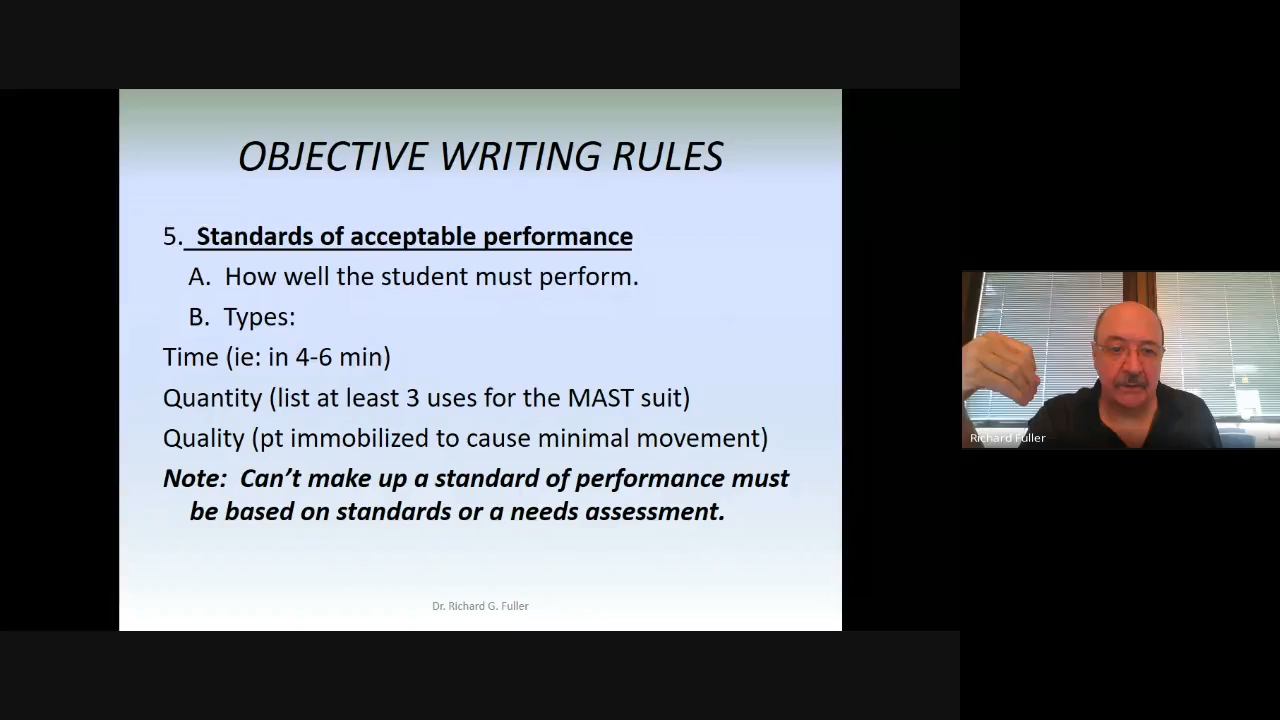 OBJECTIVE WRITING RULES
5. Standards of acceptable performance
A. How well the student must perform.
B. Types:
Time (ie: in 4-6 min)
Quantity (list at least 3 uses for the MAST suit)
Quality (pt immobilized to cause minimal movement)
Note: Can’t make up a standard of performance must
be based on standards or a needs assessment.
Dr. Richard G. Fuller
Richard Fuller